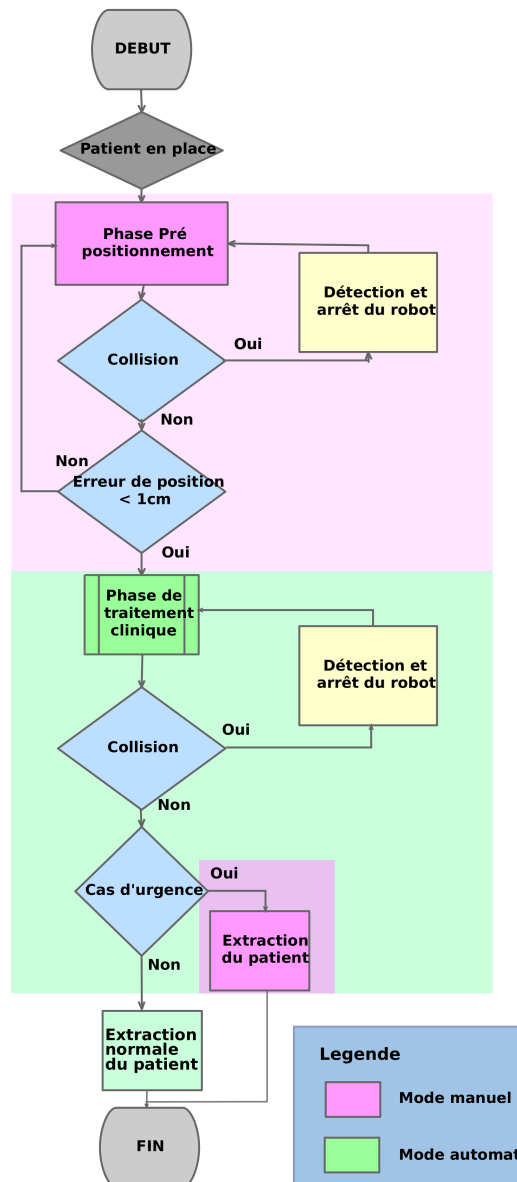 DEBUT
Patient en place
Phase Pré
positionnement
Détection et
arrêt du robot
Collision
Oui
Non
Non
Erreur de position
< 1cm
Oui
Phase de
traitement
clinique
Détection et
arrêt du robot
Collision
Oui
Non
Cas d'urgence
Oui
Extraction
du patient
Non
Extraction
normale
du patient
Legende
Mode manuel
Mode automat
FIN